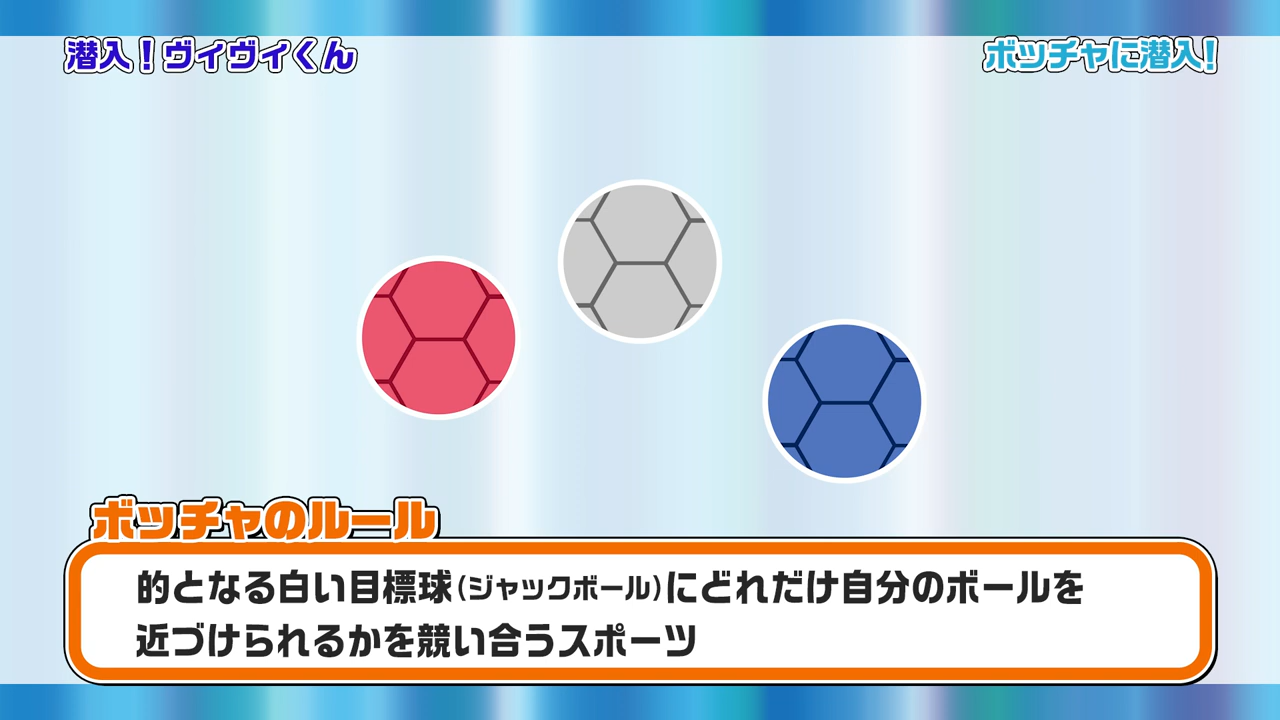 潜入！ヴィヴィくん
ボッチャに潜入！
ボッチャのルール
的となる白い目標球（ジャックボール）にどれだけ自分のボールを
近づけられるかを競い合うスポーツ